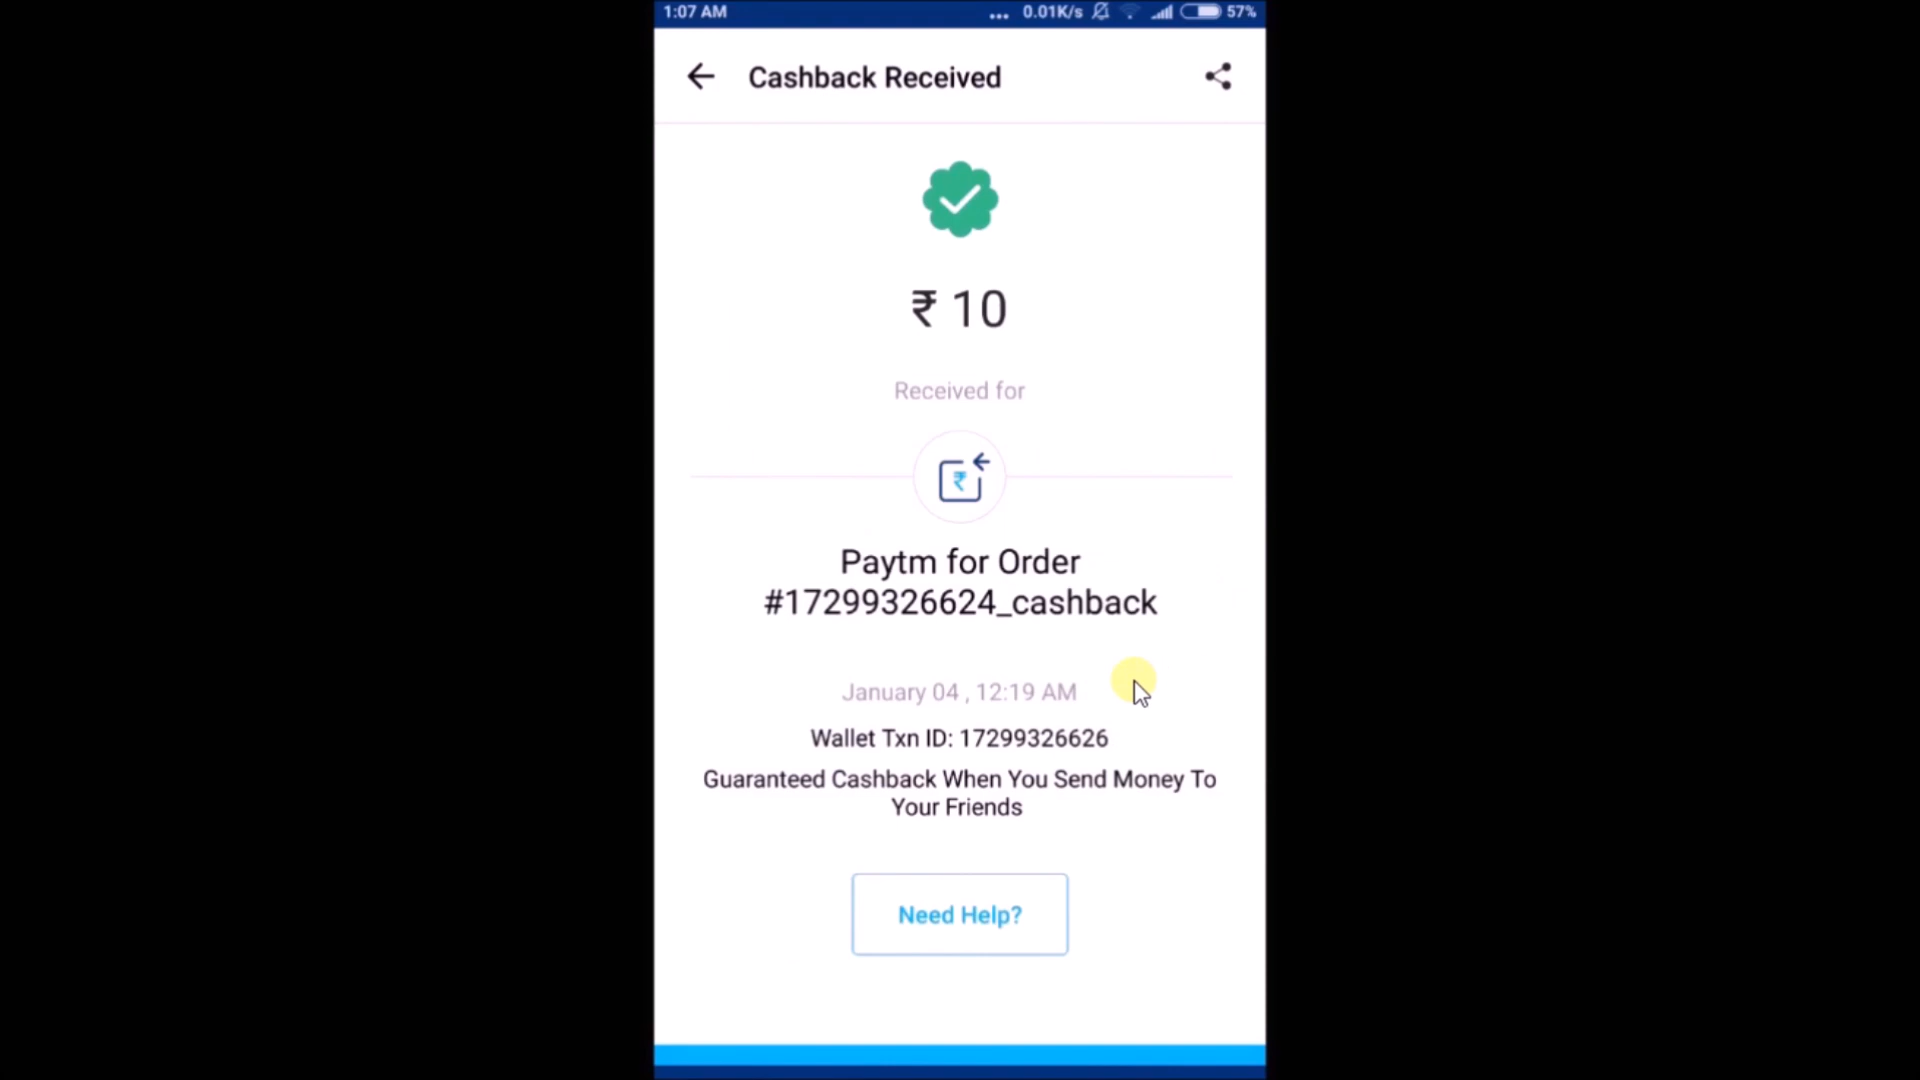 1:07 AM ... 0.01K/s 57%
Cashback Received
₹ 10
Received for
₹
Paytm for Order
#17299326624_cashback
January 04 , 12:19 AM
Wallet Txn ID: 17299326626
Guaranteed Cashback When You Send Money To
Your Friends
Need Help?